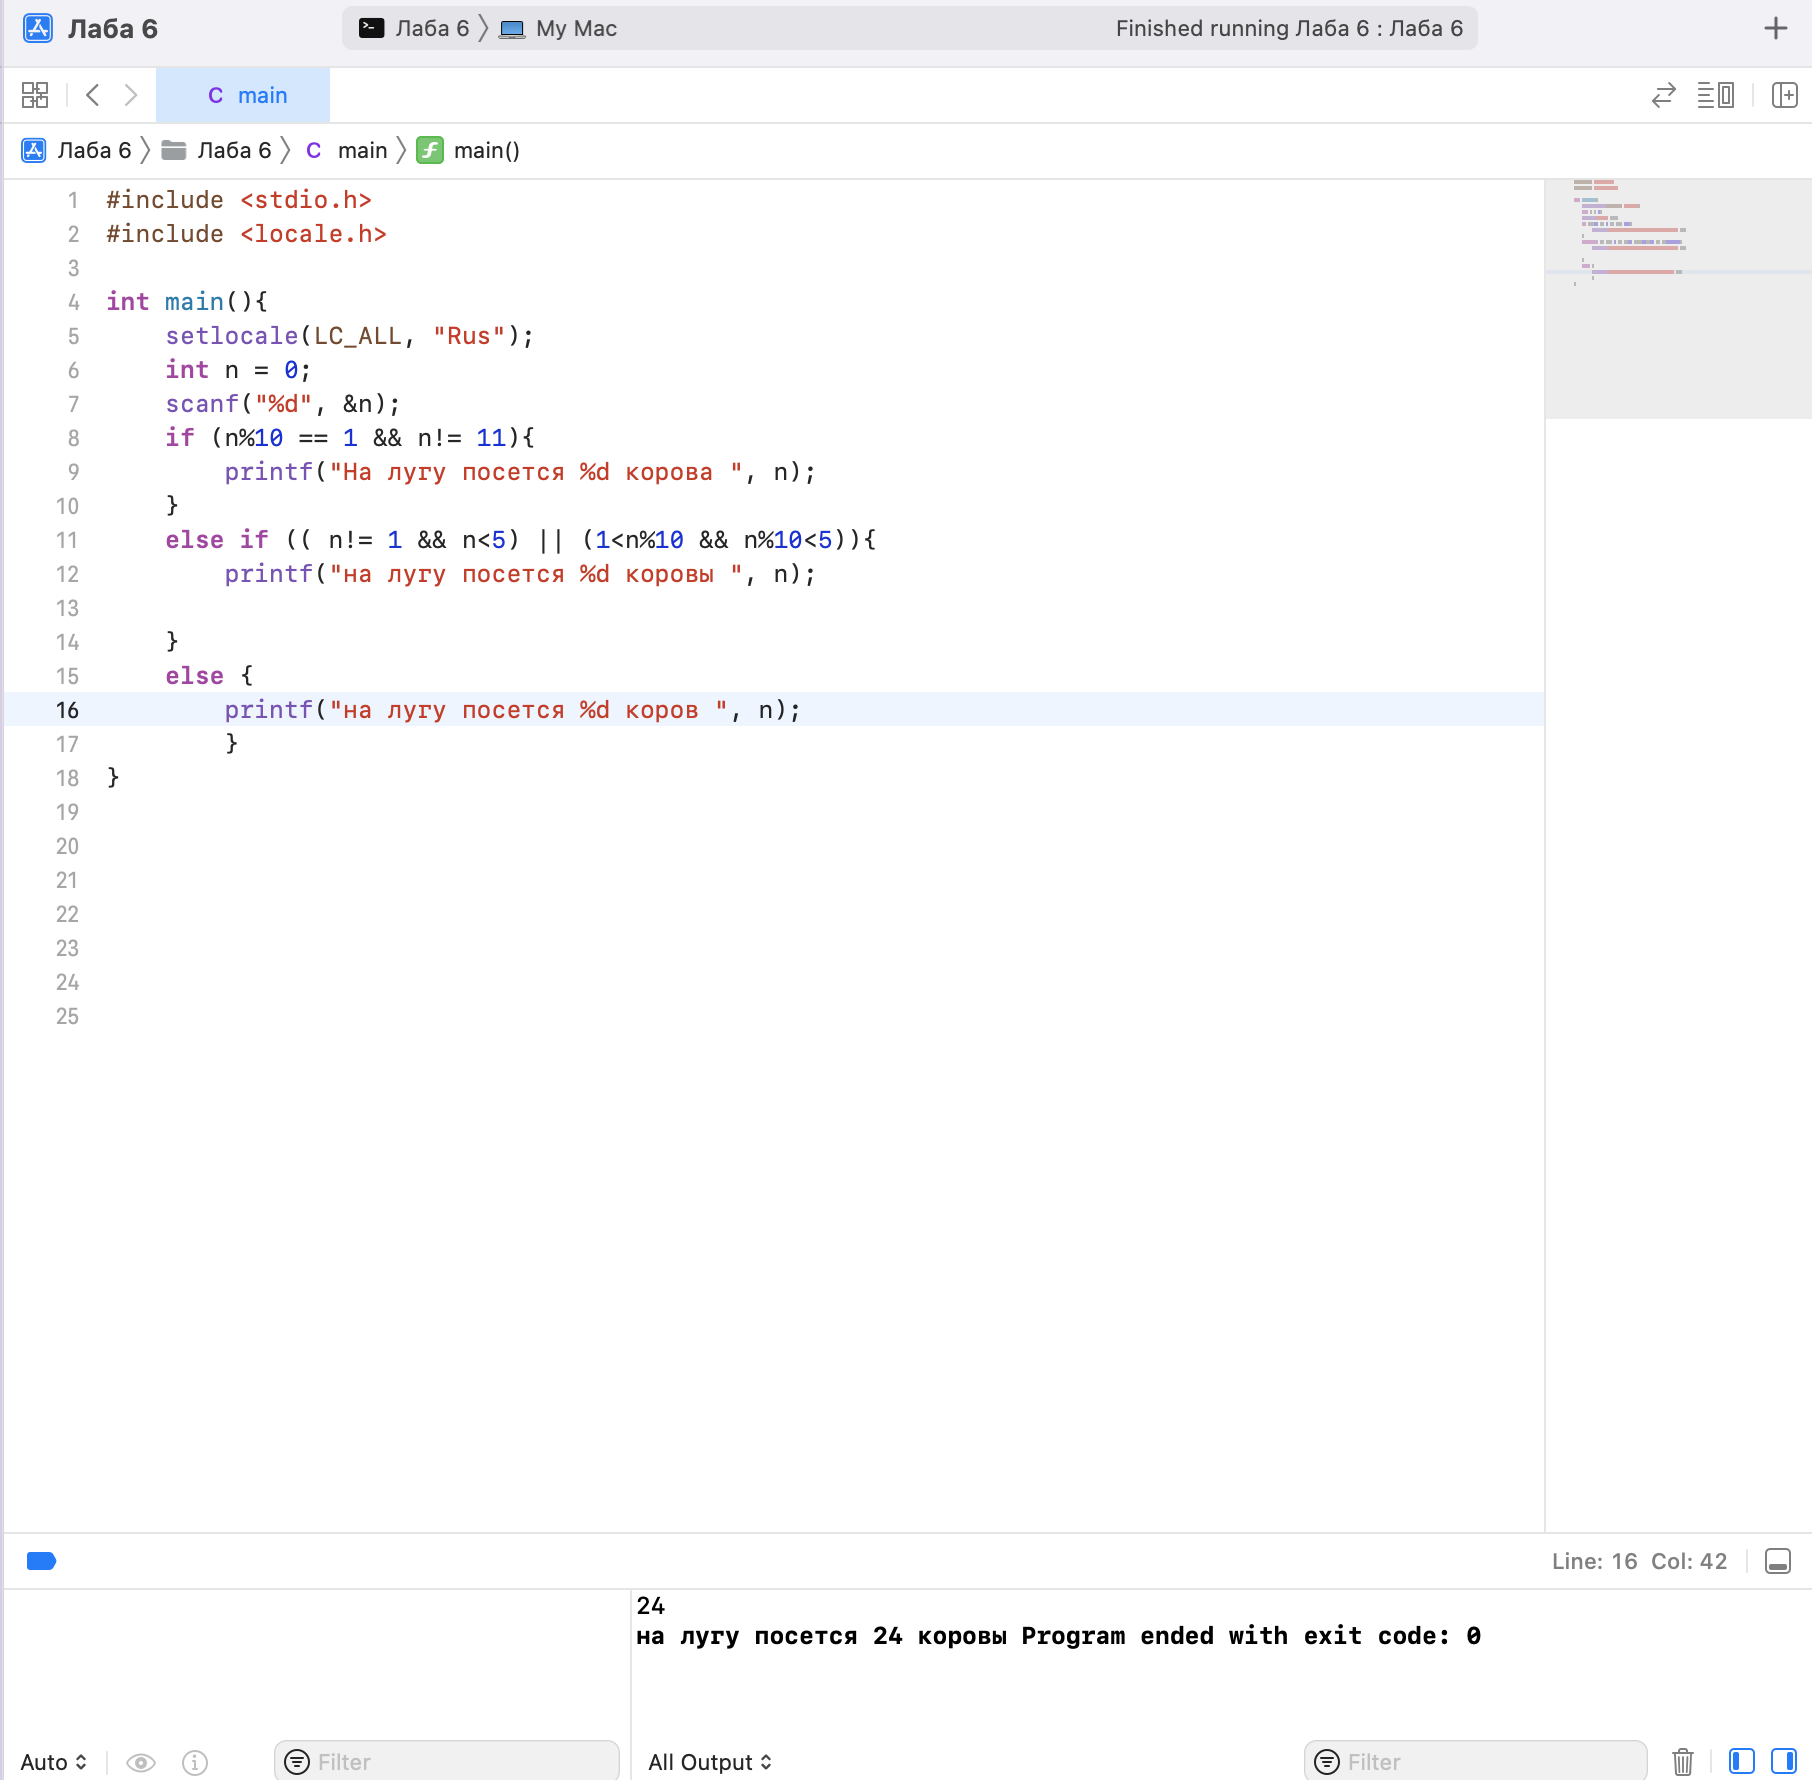 Лаба 6
Лаба 6 〉 My Mac
Finished running Лаба 6 : Лаба 6
C main
Лаба 6 〉 Лаба 6 〉 C main 〉 f main()
1 #include <stdio.h>
2 #include <locale.h>
3
4 int main(){
5     setlocale(LC_ALL, "Rus");
6     int n = 0;
7     scanf("%d", &n);
8     if (n%10 == 1 && n!= 11){
9         printf("На лугу посется %d корова ", n);
10     }
11     else if (( n!= 1 && n<5) || (1<n%10 && n%10<5)){
12         printf("на лугу посется %d коровы ", n);
13
14     }
15     else {
16         printf("на лугу посется %d коров ", n);
17         }
18 }
19
20
21
22
23
24
25
Line: 16 Col: 42
24
на лугу посется 24 коровы Program ended with exit code: 0
Auto
Filter
All Output
Filter